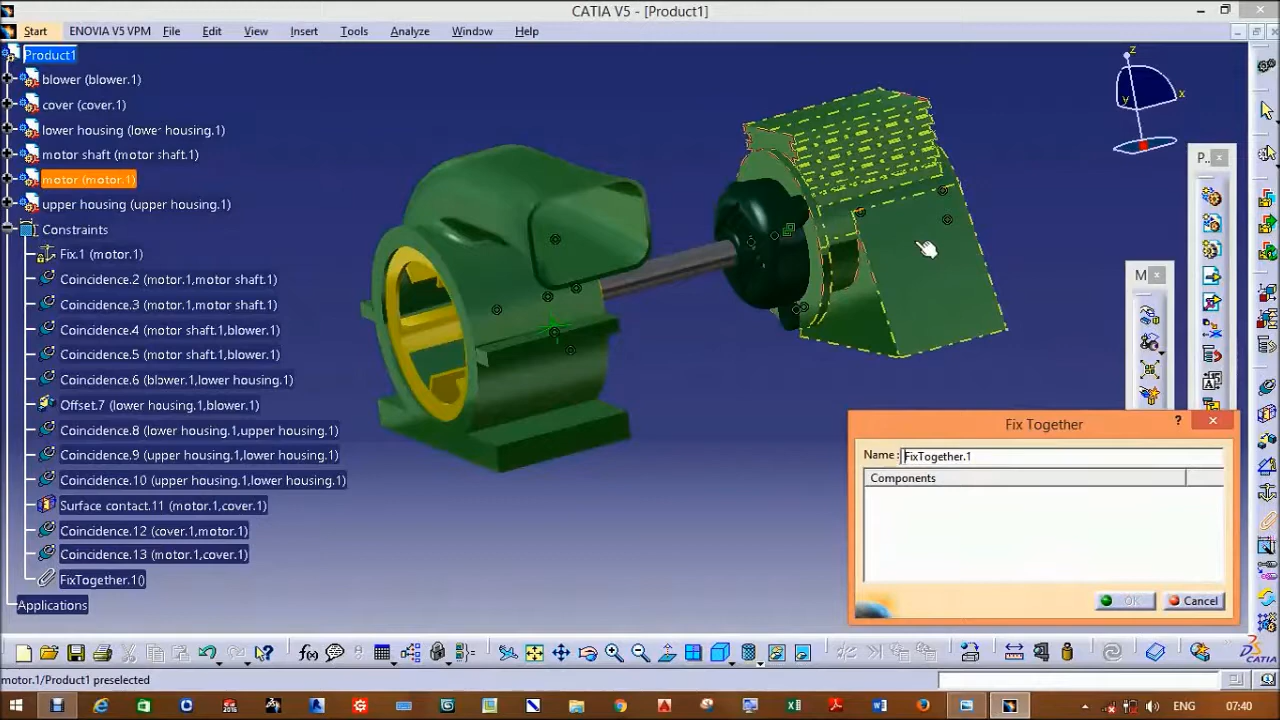 CATIA V5 - [Product1]
Start ENOVIA V5 VPM File Edit View Insert Tools Analyze Window Help
Product1
blower (blower.1)
cover (cover.1)
lower housing (lower housing.1)
motor shaft (motor shaft.1)
motor (motor.1)
upper housing (upper housing.1)
Constraints
Fix.1 (motor.1)
Coincidence.2 (motor.1,motor shaft.1)
Coincidence.3 (motor.1,motor shaft.1)
Coincidence.4 (motor shaft.1,blower.1)
Coincidence.5 (motor shaft.1,blower.1)
Coincidence.6 (blower.1,lower housing.1)
Offset.7 (lower housing.1,blower.1)
Coincidence.8 (lower housing.1,upper housing.1)
Coincidence.9 (upper housing.1,lower housing.1)
Coincidence.10 (upper housing.1,lower housing.1)
Surface contact.11 (motor.1,cover.1)
Coincidence.12 (cover.1,motor.1)
Coincidence.13 (motor.1,cover.1)
FixTogether.1()
Applications
z
x
y
P...
M...
Fix Together
?
Name : FixTogether.1
Components
OK Cancel
f(x)
CATIA
motor.1/Product1 preselected
2016
ENG 07:40